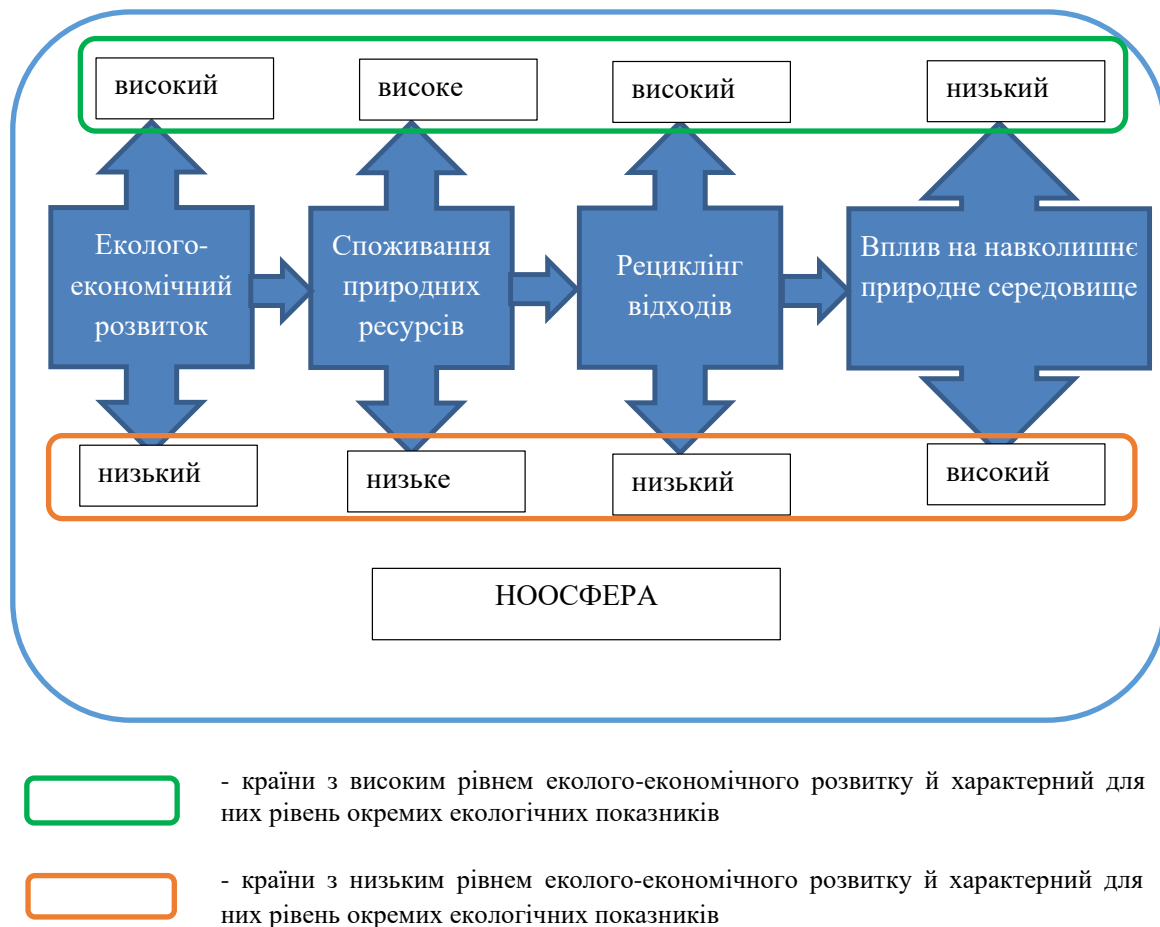 високий
високе
високий
низький
Еколого-
економічний
розвиток
Споживання
природних
ресурсів
Рециклінг
відходів
Вплив на навколишнє
природне середовище
низький
низьке
низький
високий
НООСФЕРА
- країни з високим рівнем еколого-економічного розвитку й характерний для
них рівень окремих екологічних показників
- країни з низьким рівнем еколого-економічного розвитку й характерний для
них рівень окремих екологічних показників